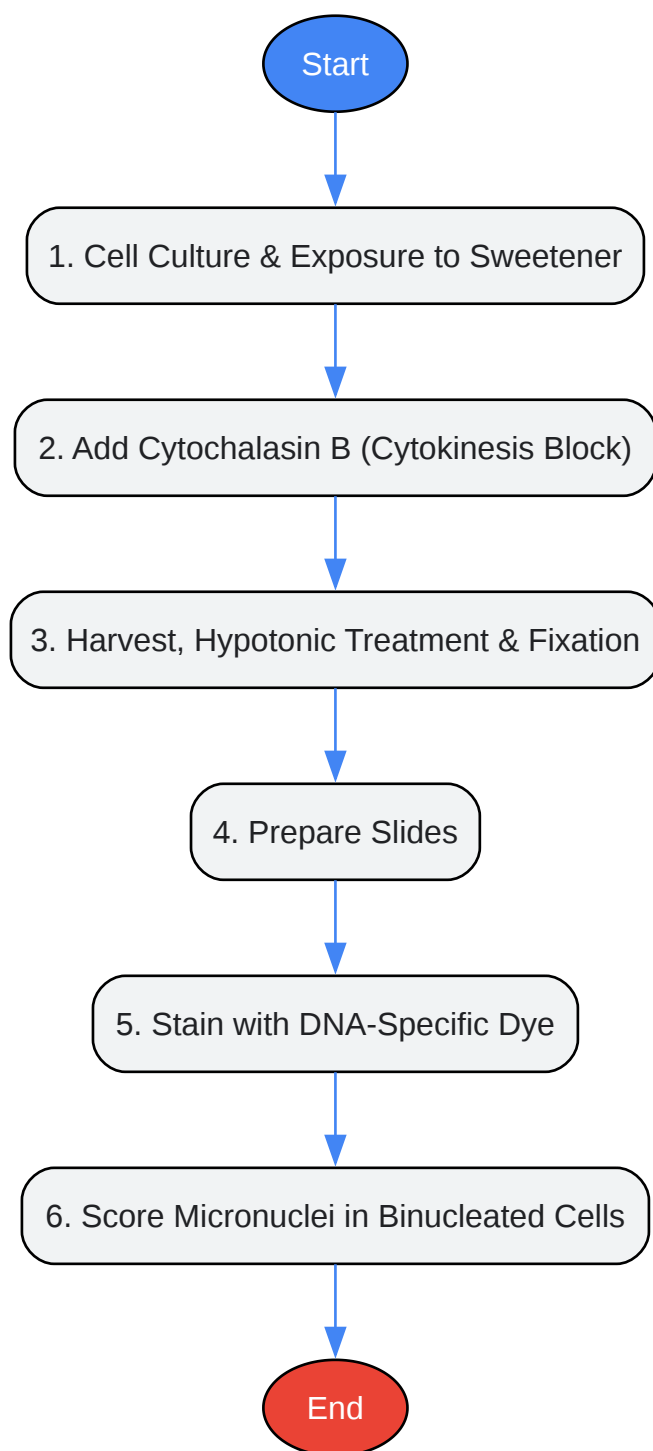 Start
1. Cell Culture & Exposure to Sweetener
2. Add Cytochalasin B (Cytokinesis Block)
3. Harvest, Hypotonic Treatment & Fixation
4. Prepare Slides
5. Stain with DNA-Specific Dye
6. Score Micronuclei in Binucleated Cells
End